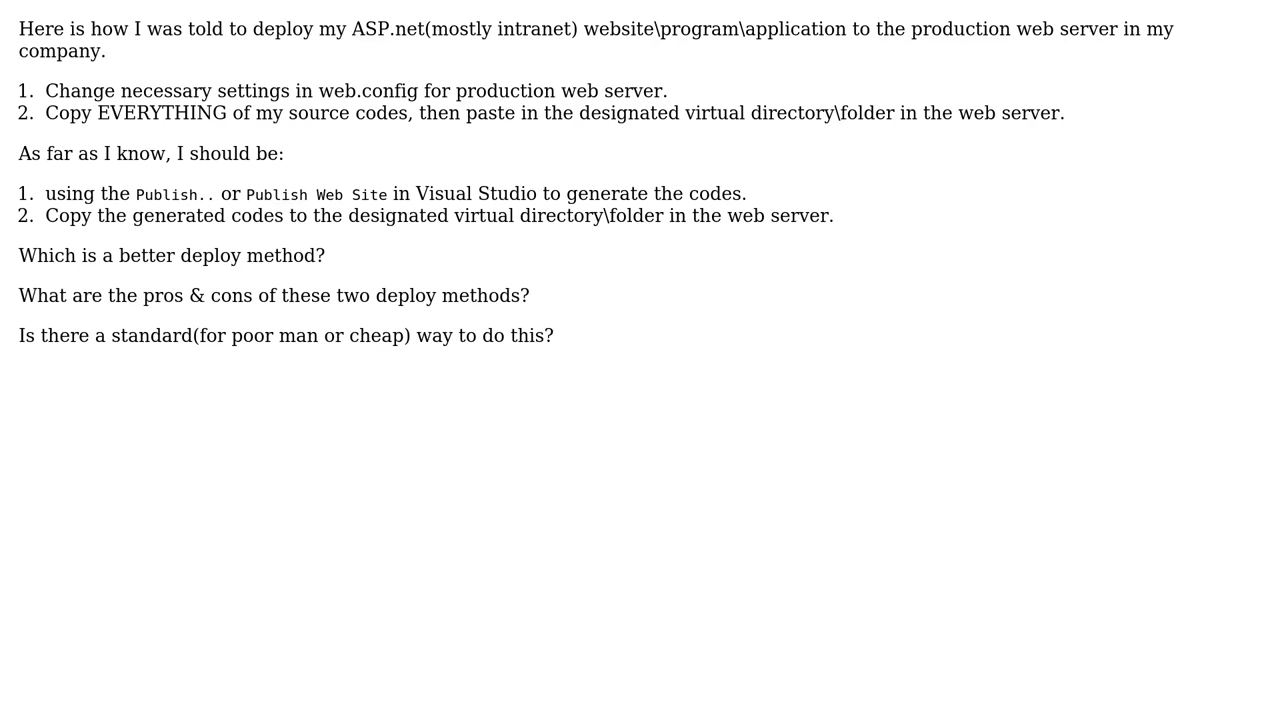 Here is how I was told to deploy my ASP.net(mostly intranet) website\program\application to the production web server in my
company.
1. Change necessary settings in web.config for production web server.
2. Copy EVERYTHING of my source codes, then paste in the designated virtual directory\folder in the web server.
As far as I know, I should be:
1. using the Publish.. or Publish Web Site in Visual Studio to generate the codes.
2. Copy the generated codes to the designated virtual directory\folder in the web server.
Which is a better deploy method?
What are the pros & cons of these two deploy methods?
Is there a standard(for poor man or cheap) way to do this?